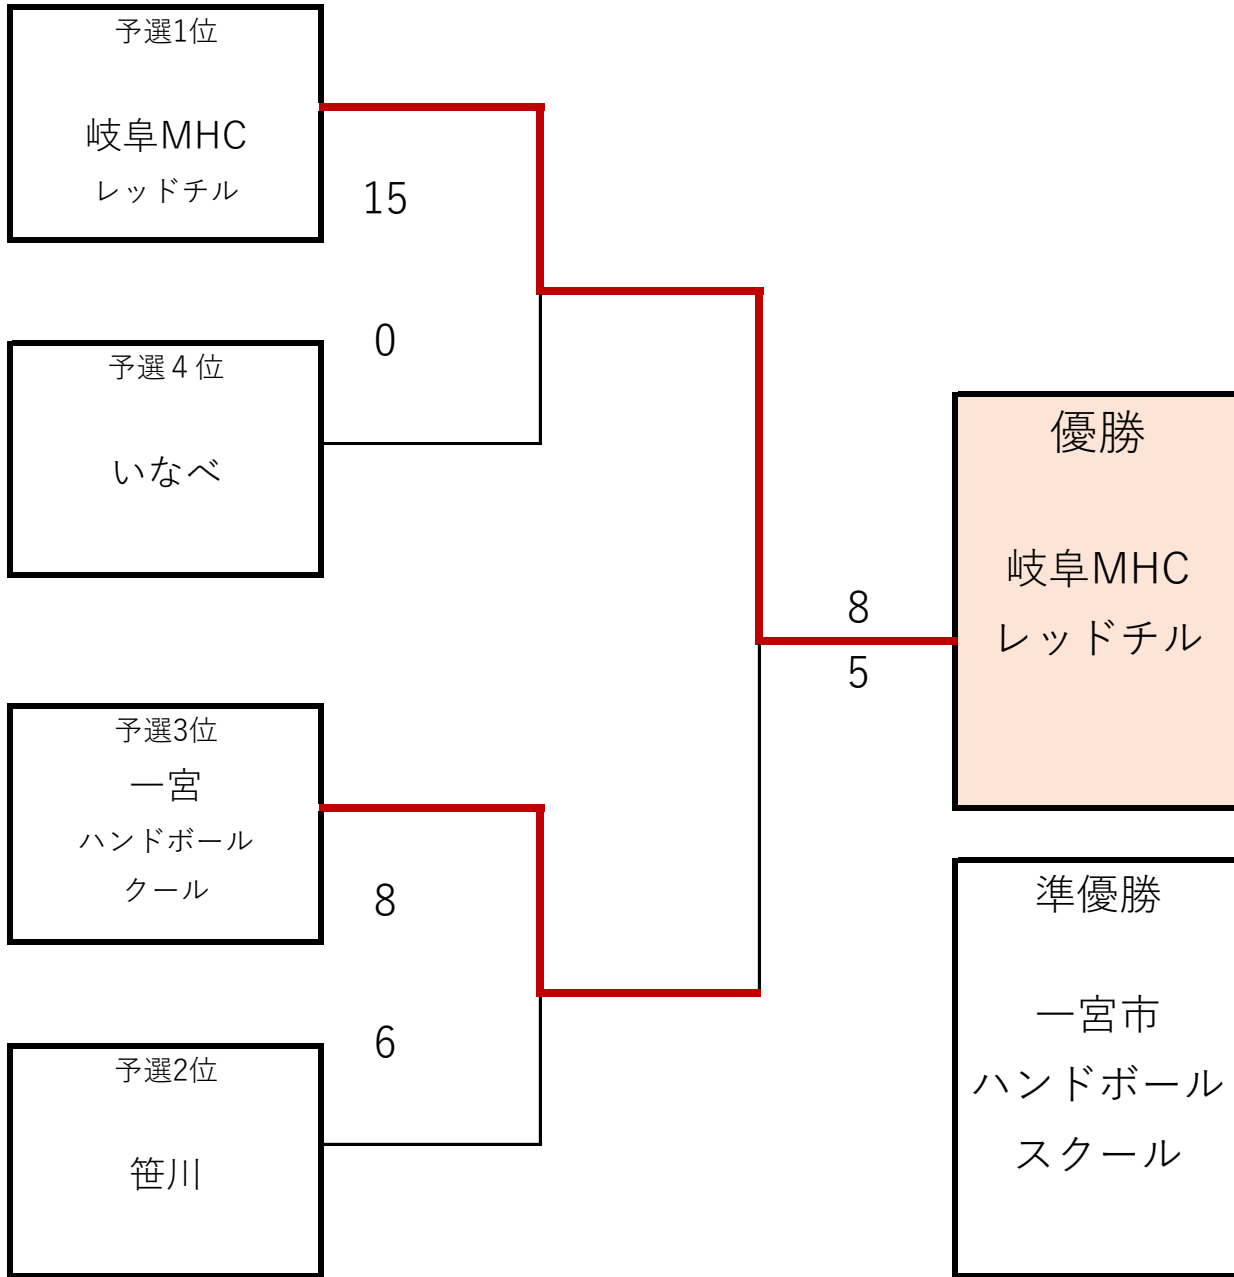 予選1位
岐阜MHC
レッドチル
15
0
予選４位
いなべ
予選3位
一宮
ハンドボール
クール
8
6
予選2位
笹川
8
5
優勝
岐阜MHC
レッドチル
準優勝
一宮市
ハンドボール
スクール